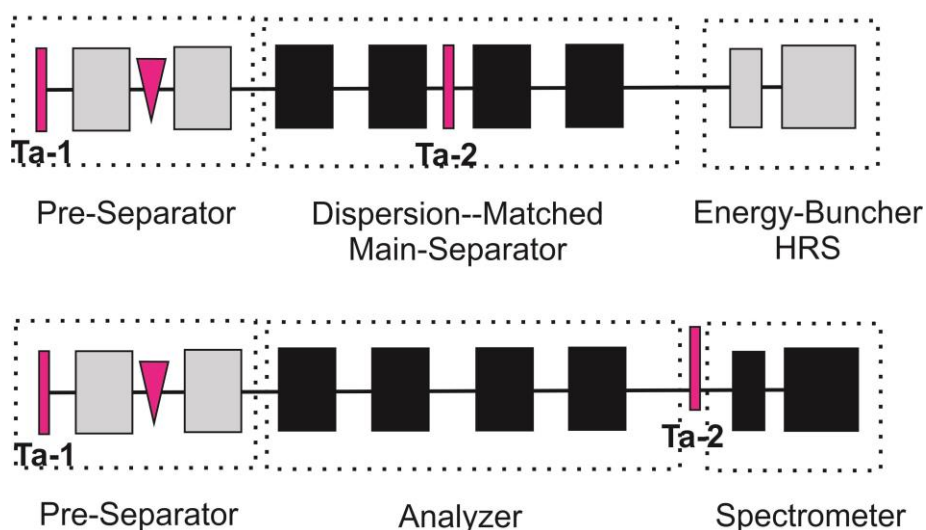 Ta-1
Ta-2
Pre-Separator
Dispersion--Matched
Main-Separator
Energy-Buncher
HRS
Ta-1
Ta-2
Pre-Separator
Analyzer
Spectrometer